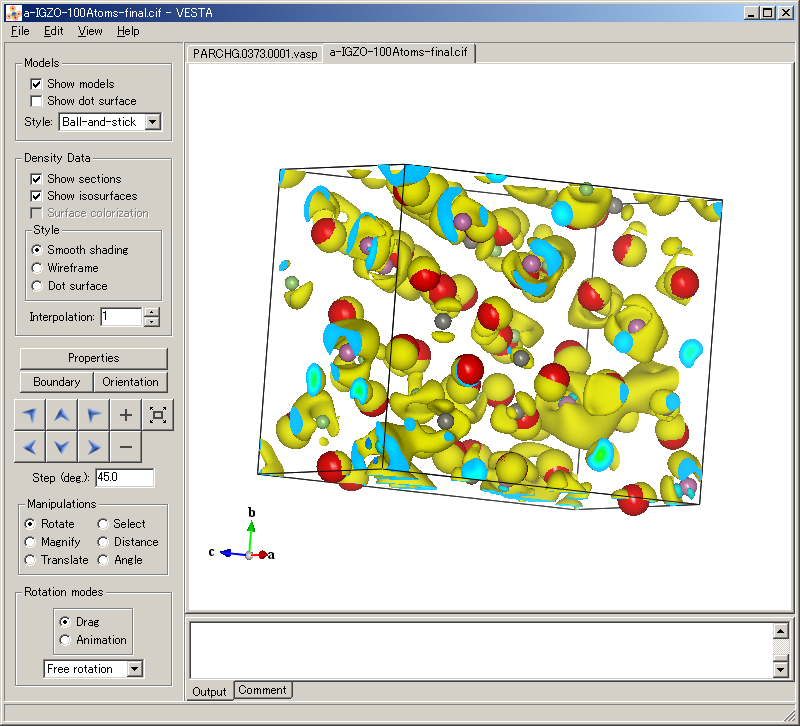 a-IGZO-100Atoms-final.cif - VESTA
File Edit View Help
PARCHG.0373.0001.vasp
a-IGZO-100Atoms-final.cif
Models
Show models
Show dot surface
Style: Ball-and-stick
Density Data
Show sections
Show isosurfaces
Surface colorization
Style
Smooth shading
Wireframe
Dot surface
Interpolation: 1
Properties
Boundary Orientation
Step (deg.): 45.0
Manipulations
Rotate Select
Magnify Distance
Translate Angle
Rotation modes
Drag
Animation
Free rotation
b
c
a
Output Comment